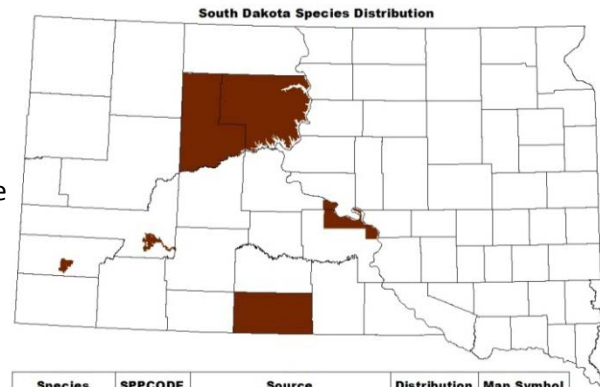 South Dakota Species Distribution
e
Species SPPCODE Source Distribution Map Symbol